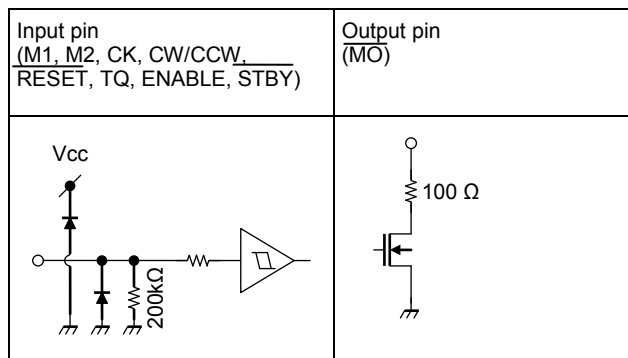 Input pin
(M1, M2, CK, CW/CCW,
RESET, TQ, ENABLE, STBY)
Output pin
(MO)
Vcc
200kΩ
100 Ω